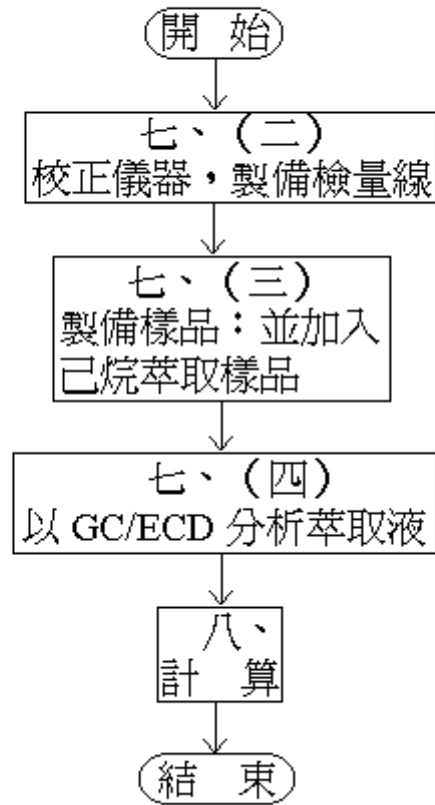 開 始
七、（二）
校正儀器，製備檢量線
七、（三）
製備樣品：並加入
己烷萃取樣品
七、（四）
以 GC/ECD 分析萃取液
八、
計 算
結 束